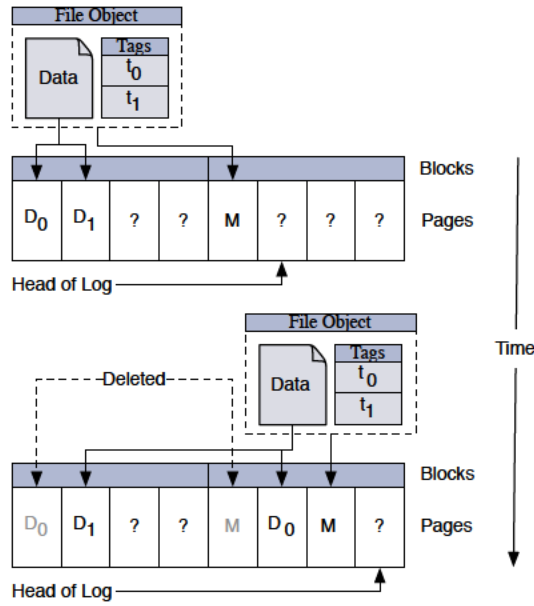 File Object
Data
Tags
t0
t1
Blocks
D0 D1 ? ? M ? ? ?
Pages
Head of Log
File Object
Data
Tags
t0
t1
Time
Deleted
Blocks
D0 D1 ? ? M D0 M ?
Pages
Head of Log